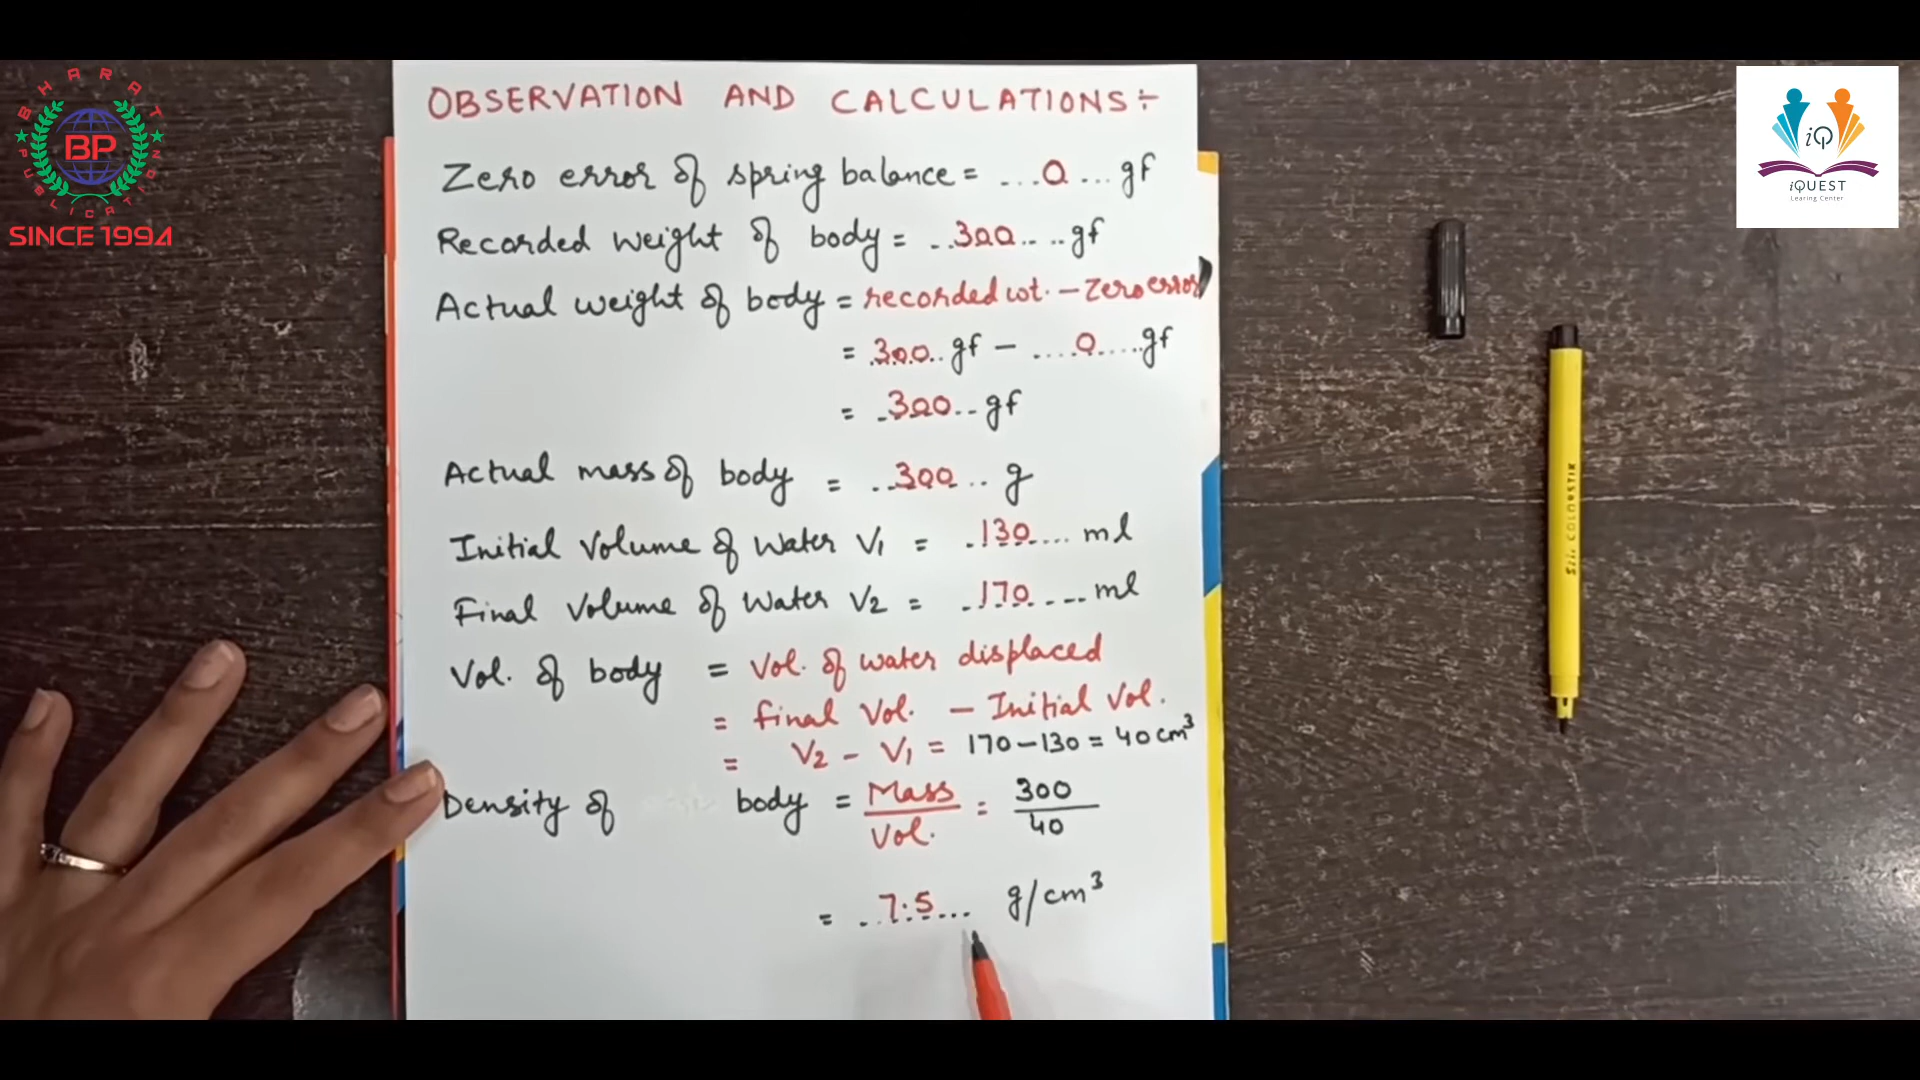 BHARAT
PUBLICATION
BP
SINCE 1994
iQ
iQUEST
Learing Center
OBSERVATION AND CALCULATIONS:-
Zero error of spring balance = ...0... gf
Recorded weight of body = ..300.. .. gf
Actual weight of body = recorded wt. - Zero error
= 300.. gf - ....0.....gf
= .300.. gf
Actual mass of body = ..300... g
Initial Volume of Water V1 = .130.... ml
Final Volume of Water V2 = .170..... ml
Vol. of body = Vol. of water displaced
= final Vol. - Initial Vol.
= V2 - V1 = 170-130 = 40 cm³
Density of body = Mass/Vol. = 300/40
= ..7.5... g/cm³
COLORSTIK